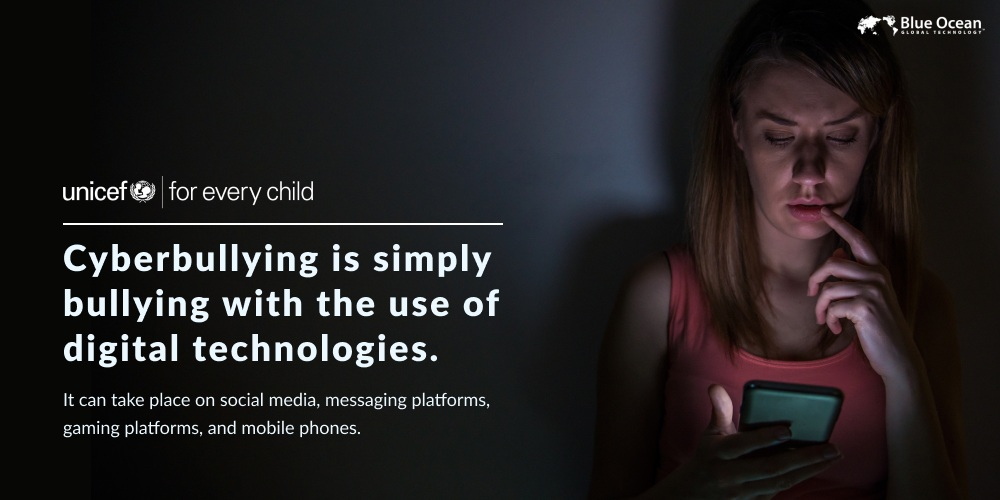 Blue Ocean
GLOBAL TECHNOLOGY
unicef | for every child
Cyberbullying is simply
bullying with the use of
digital technologies.
It can take place on social media, messaging platforms,
gaming platforms, and mobile phones.